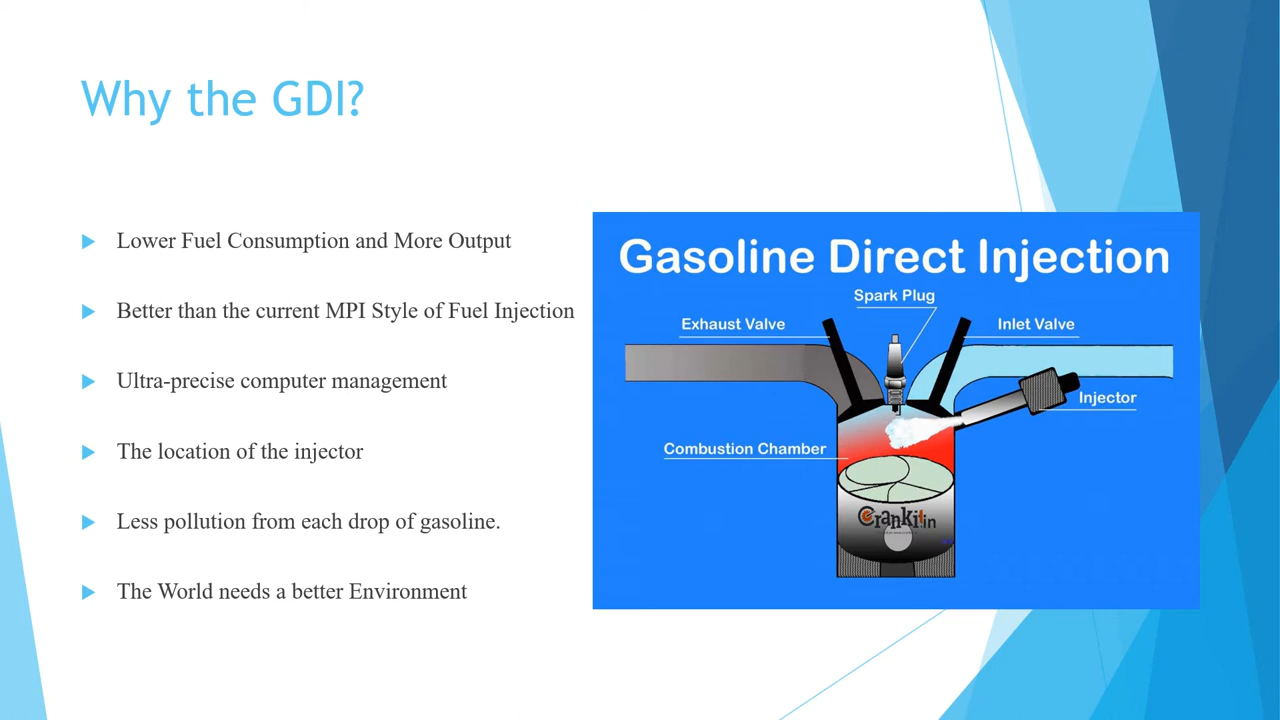 Why the GDI?
Lower Fuel Consumption and More Output
Better than the current MPI Style of Fuel Injection
Ultra-precise computer management
The location of the injector
Less pollution from each drop of gasoline.
The World needs a better Environment
Gasoline Direct Injection
Spark Plug
Exhaust Valve
Inlet Valve
Injector
Combustion Chamber
Crankit.in